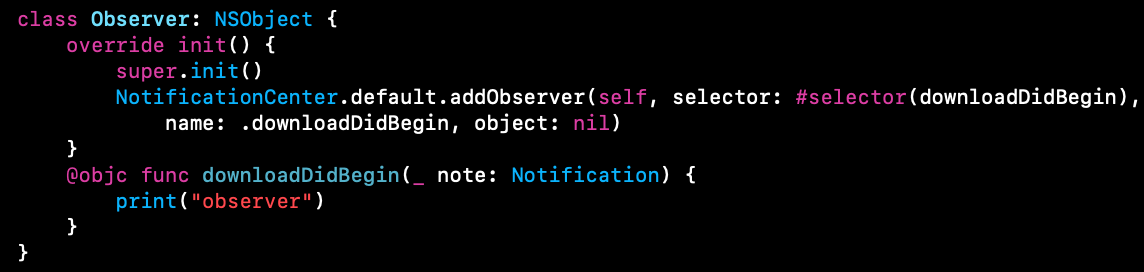 class Observer: NSObject {
    override init() {
        super.init()
        NotificationCenter.default.addObserver(self, selector: #selector(downloadDidBegin),
            name: .downloadDidBegin, object: nil)
    }
    @objc func downloadDidBegin(_ note: Notification) {
        print("observer")
    }
}